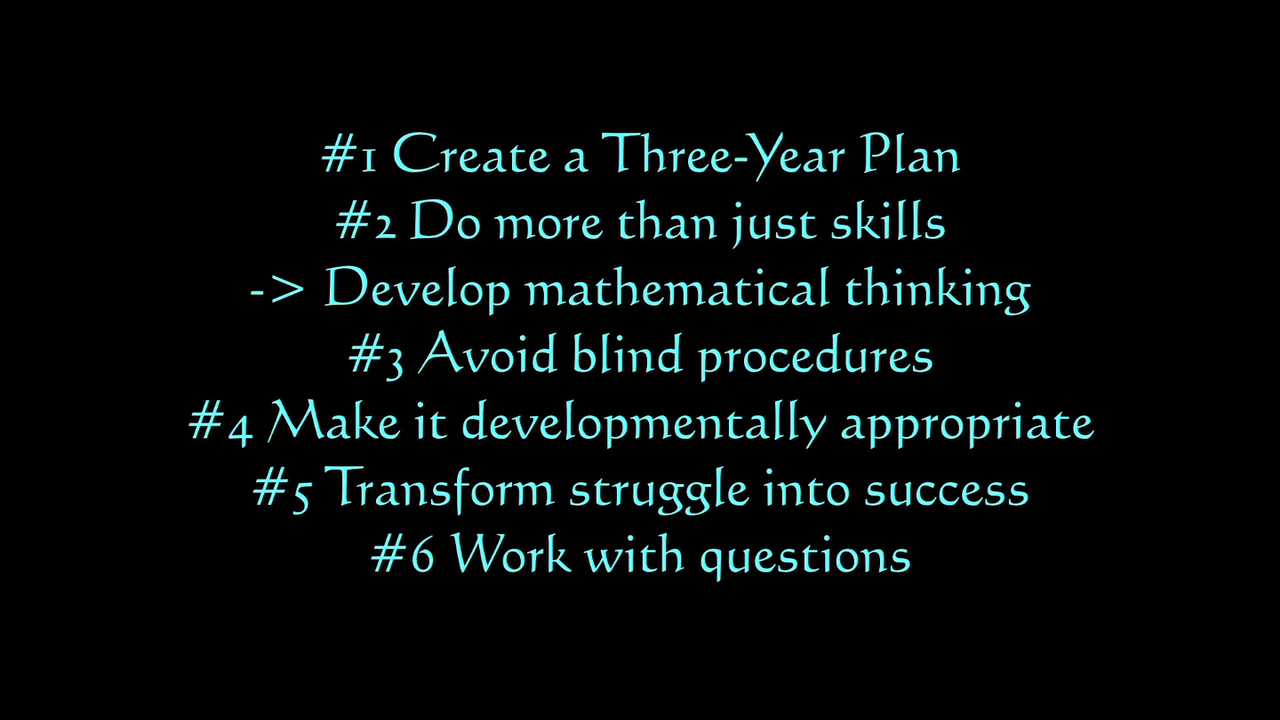 #1 Create a Three-Year Plan
#2 Do more than just skills
-> Develop mathematical thinking
#3 Avoid blind procedures
#4 Make it developmentally appropriate
#5 Transform struggle into success
#6 Work with questions